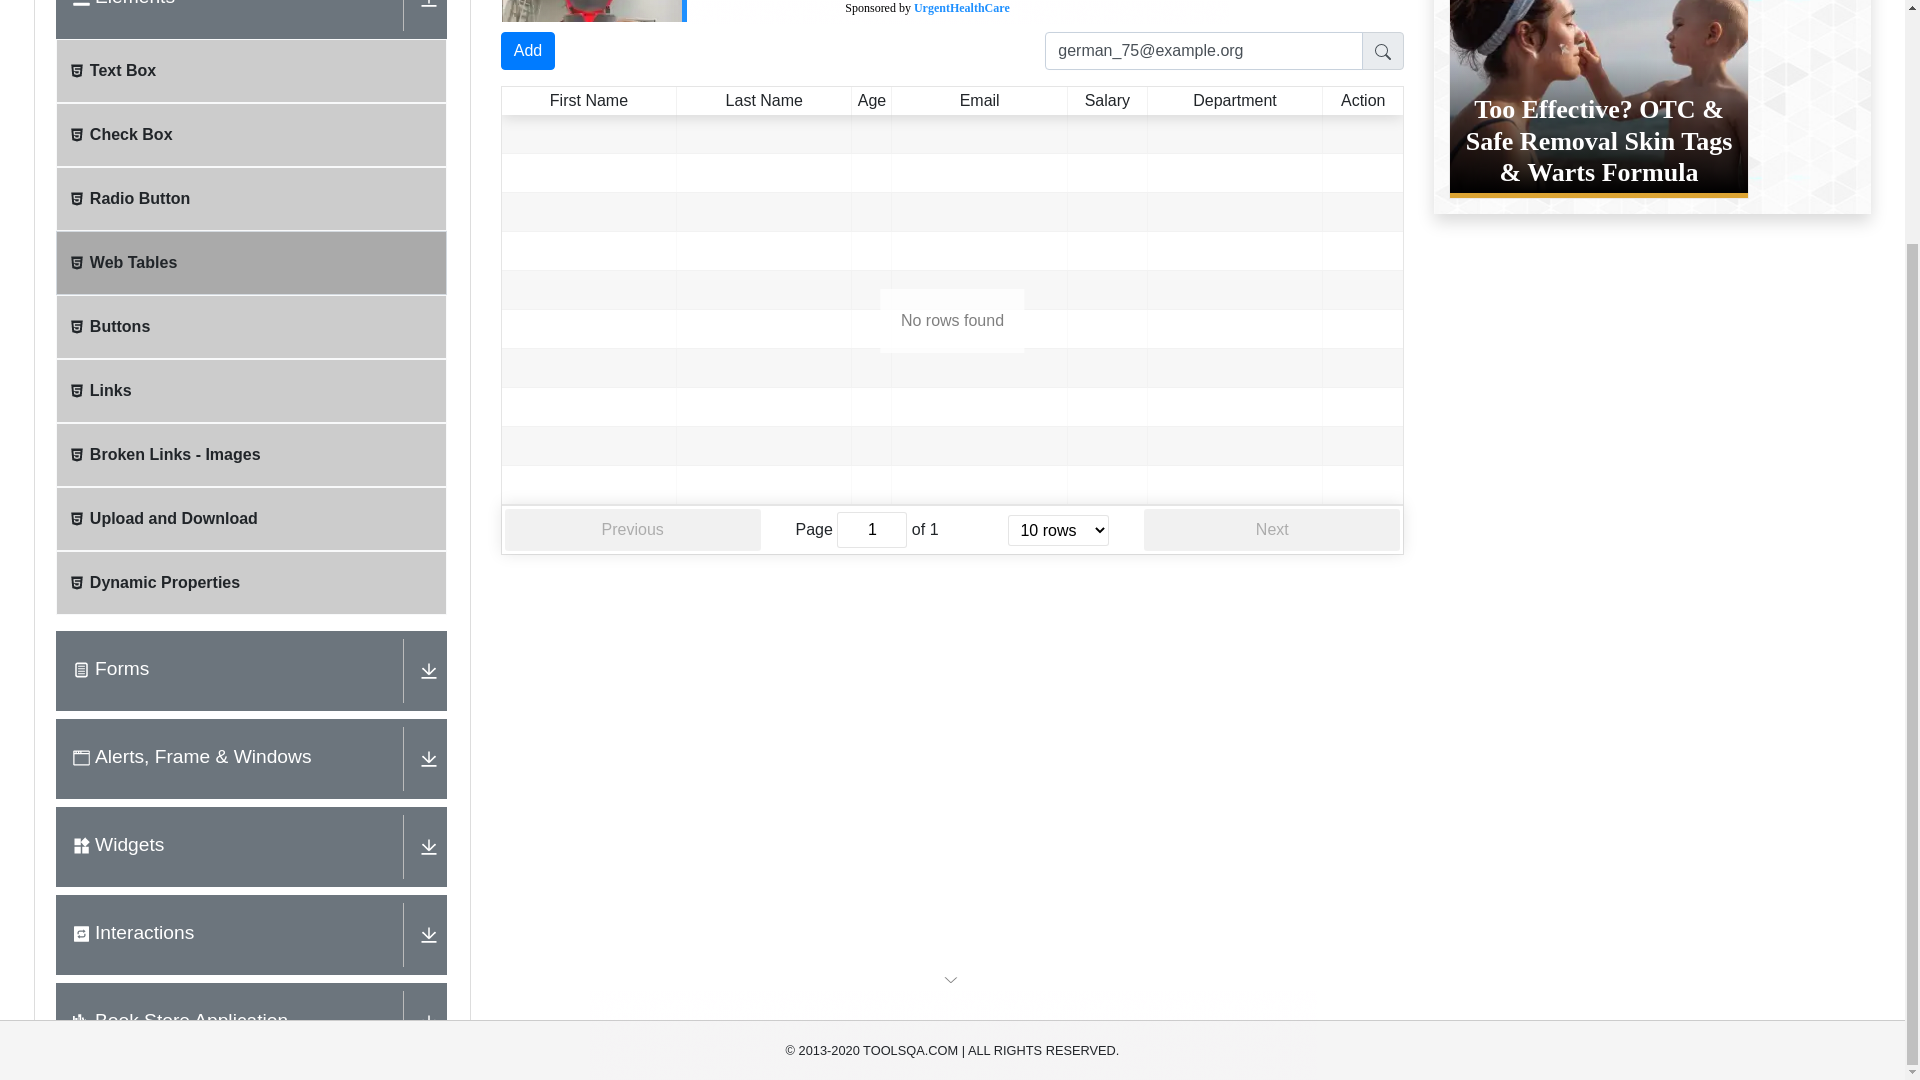 Elements
Text Box
Check Box
Radio Button
Web Tables
Buttons
Links
Broken Links - Images
Upload and Download
Dynamic Properties
Forms
Alerts, Frame & Windows
Widgets
Interactions
Book Store Application
Sponsored by UrgentHealthCare
Add
german_75@example.org
First Name Last Name Age Email Salary Department Action
No rows found
Previous Page 1 of 1 10 rows Next
Too Effective? OTC &
Safe Removal Skin Tags
& Warts Formula
© 2013-2020 TOOLSQA.COM | ALL RIGHTS RESERVED.